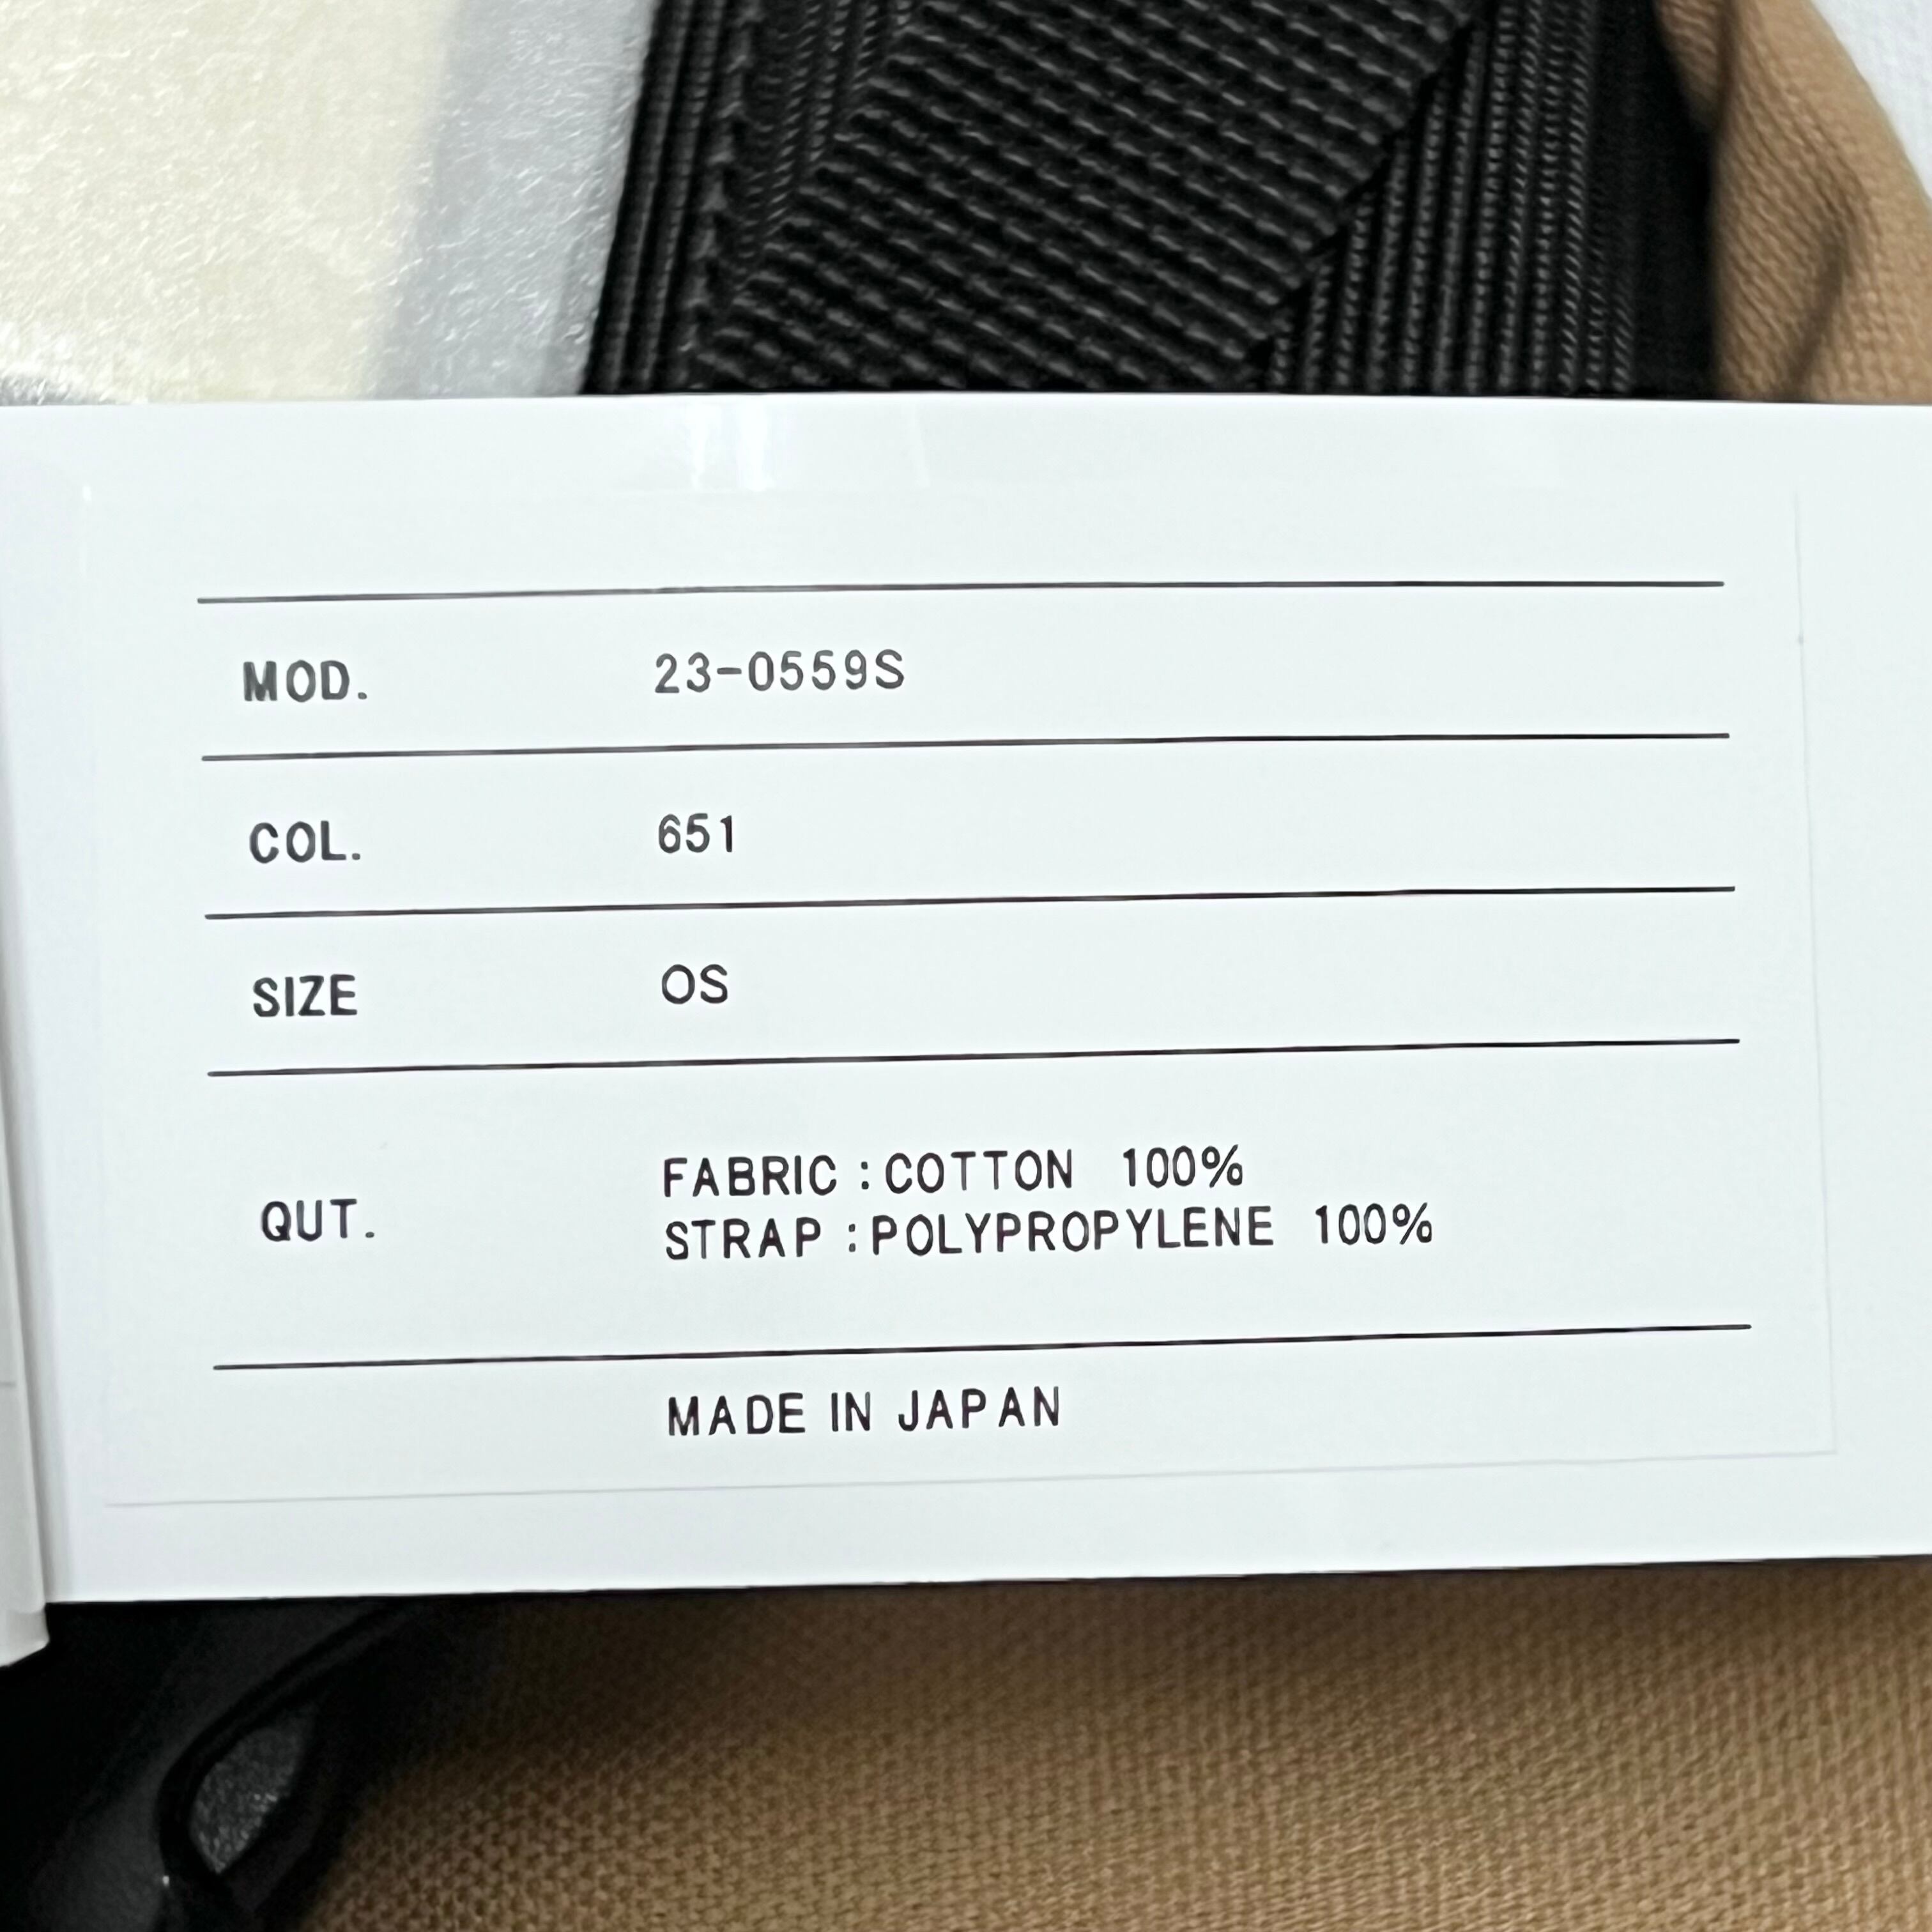 MOD. 23-0559S
COL. 651
SIZE OS
QUT. FABRIC :COTTON 100%
STRAP :POLYPROPYLENE 100%
MADE IN JAPAN